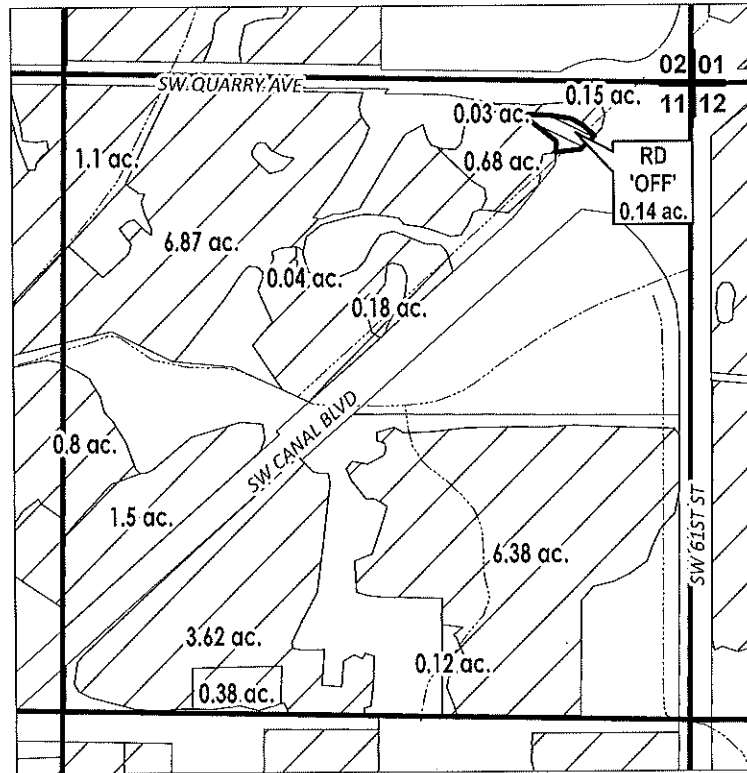 02 01
SW QUARRY AVE
11 12
0.15 ac.
0.03 ac.
RD
'OFF'
0.14 ac.
1.1 ac.
0.68 ac.
6.87 ac.
0.04 ac.
0.18 ac.
SW CANAL BLVD
0.8 ac.
1.5 ac.
SW 61ST ST
6.38 ac.
3.62 ac.
0.12 ac.
0.38 ac.